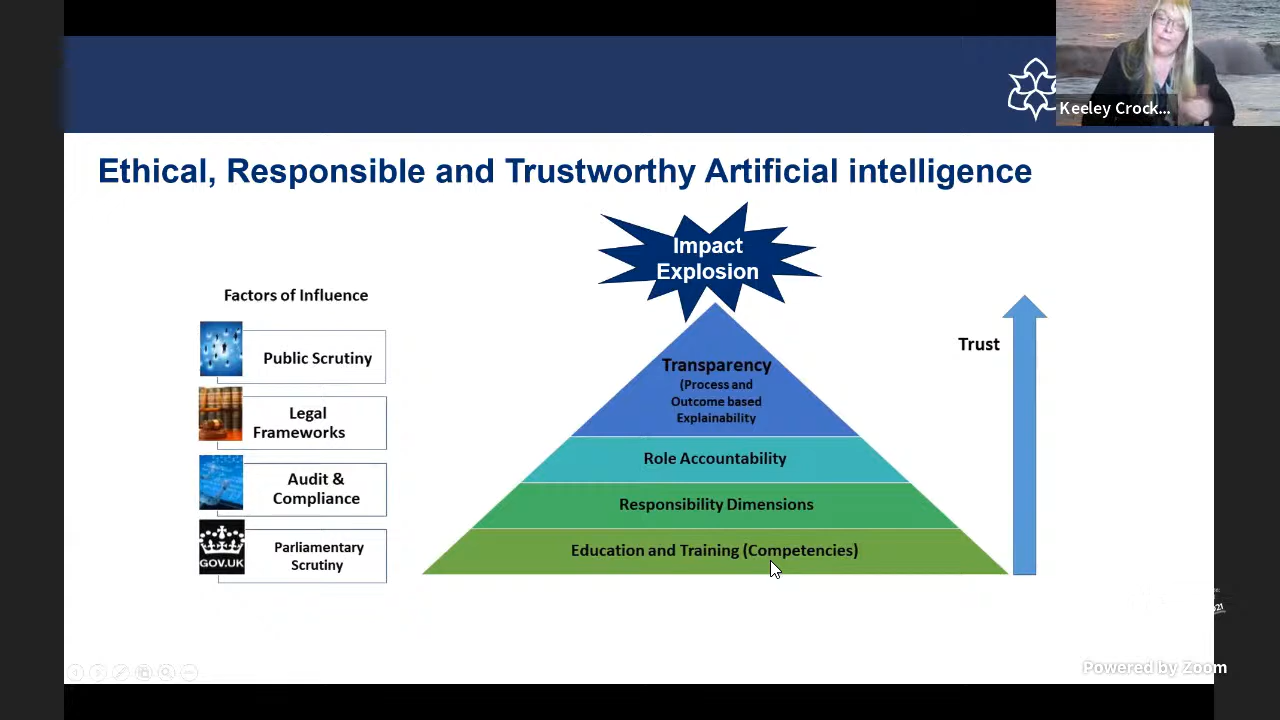 Keeley Crock...
Ethical, Responsible and Trustworthy Artificial intelligence
Impact
Explosion
Factors of Influence
Public Scrutiny
Legal
Frameworks
Audit &
Compliance
GOV.UK
Parliamentary
Scrutiny
Transparency
(Process and
Outcome based
Explainability
Role Accountability
Responsibility Dimensions
Education and Training (Competencies)
Trust
Powered by Zoom